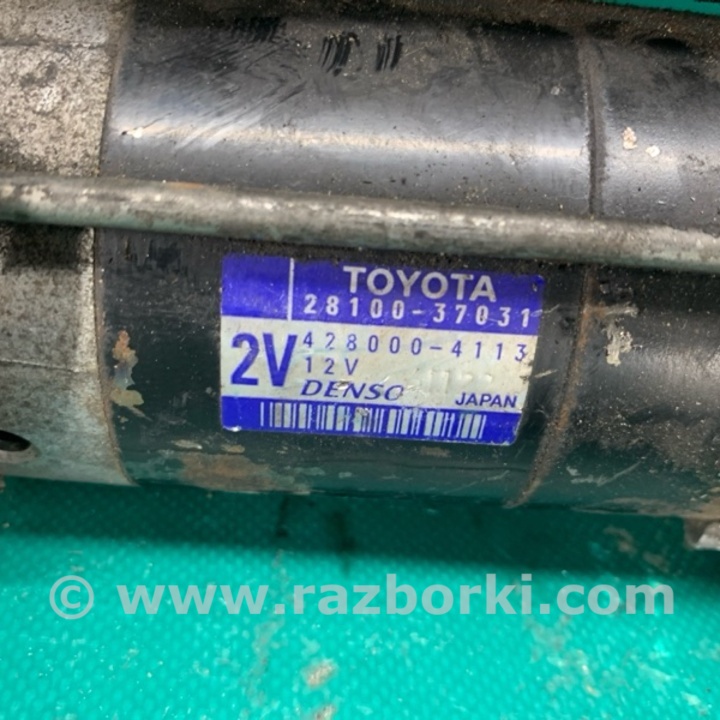 TOYOTA
28100-37031
2V
428000-4113
12V
DENSO
JAPAN
© www.razborki.com